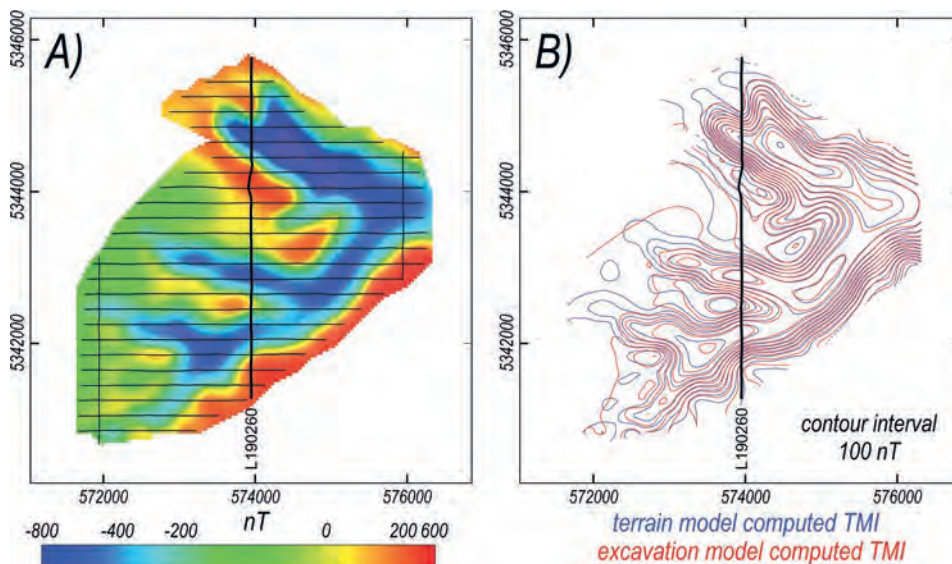 A)
5346000
5344000
5342000
L190260
572000
574000
576000
nT
-800
-400
-200
0
200
600
B)
5346000
5344000
5342000
L190260
contour interval
100 nT
572000
574000
576000
terrain model computed TMI
excavation model computed TMI